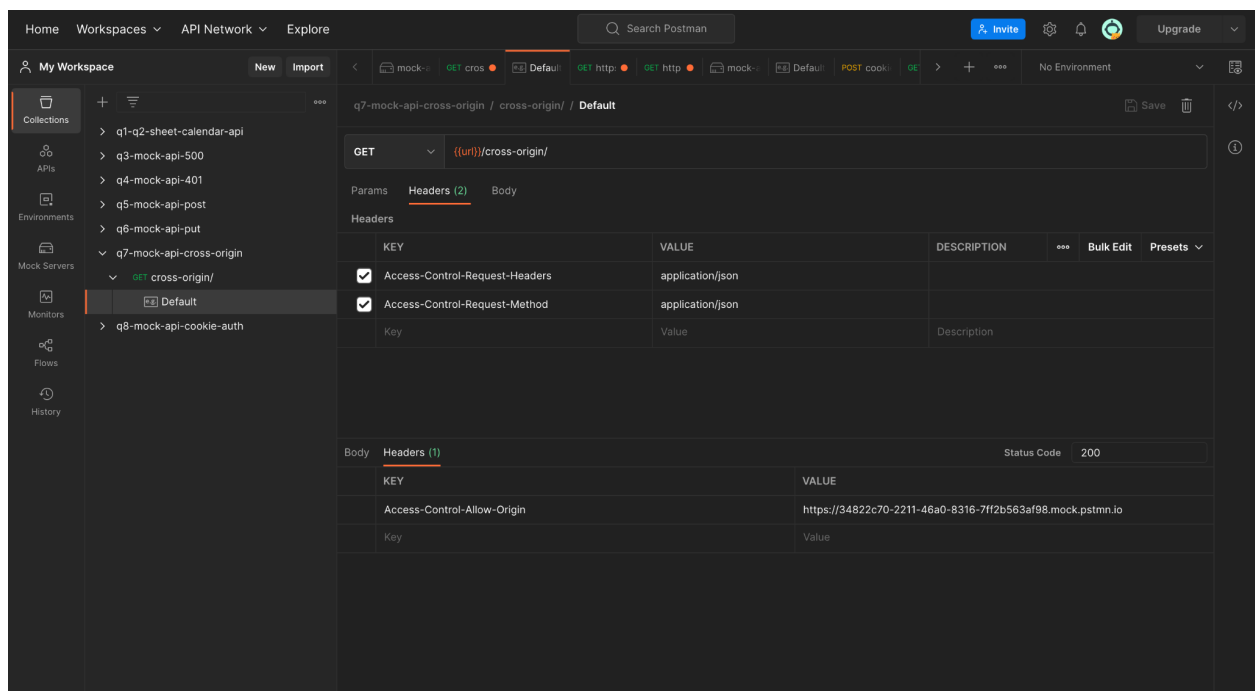 Home Workspaces API Network Explore Search Postman Invite Upgrade
My Workspace New Import mock-a GET cros Default GET http: GET http mock-a Default POST cooki GET No Environment
Collections
APIs
Environments
Mock Servers
Monitors
Flows
History
q1-q2-sheet-calendar-api
q3-mock-api-500
q4-mock-api-401
q5-mock-api-post
q6-mock-api-put
q7-mock-api-cross-origin
GET cross-origin/
e.g. Default
q8-mock-api-cookie-auth
q7-mock-api-cross-origin / cross-origin/ / Default Save
GET {{url}}/cross-origin/
Params Headers (2) Body
Headers
KEY VALUE DESCRIPTION Bulk Edit Presets
Access-Control-Request-Headers application/json
Access-Control-Request-Method application/json
Key Value Description
Body Headers (1) Status Code 200
KEY VALUE
Access-Control-Allow-Origin https://34822c70-2211-46a0-8316-7ff2b563af98.mock.pstmn.io
Key Value